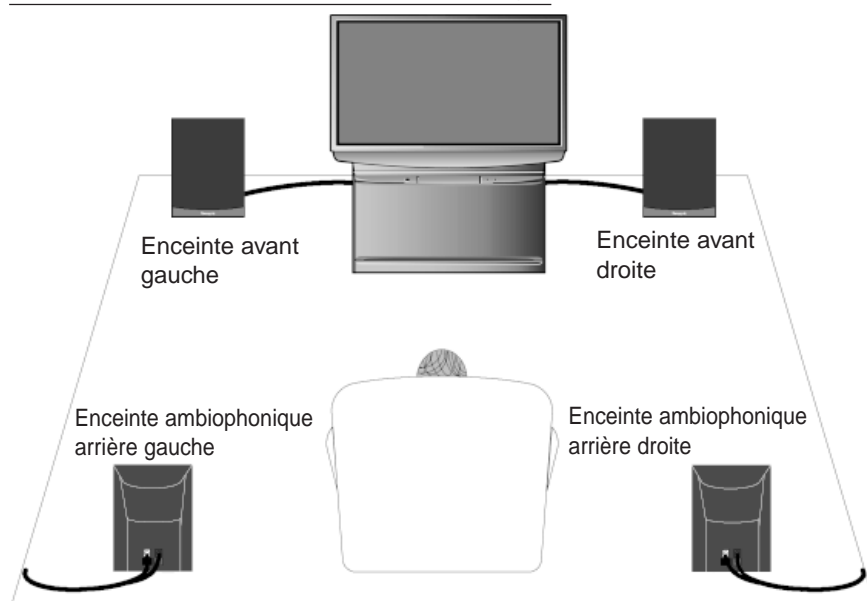 Enceinte avant
gauche
Enceinte avant
droite
Enceinte ambiophonique
arrière gauche
Enceinte ambiophonique
arrière droite